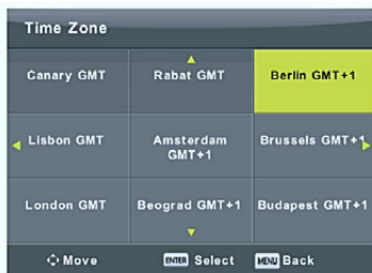 Time Zone
Canary GMT
Rabat GMT
Berlin GMT+1
Lisbon GMT
Amsterdam
GMT+1
Brussels GMT+1
London GMT
Beograd GMT+1
Budapest GMT+1
Move
ENTER Select
MENU Back